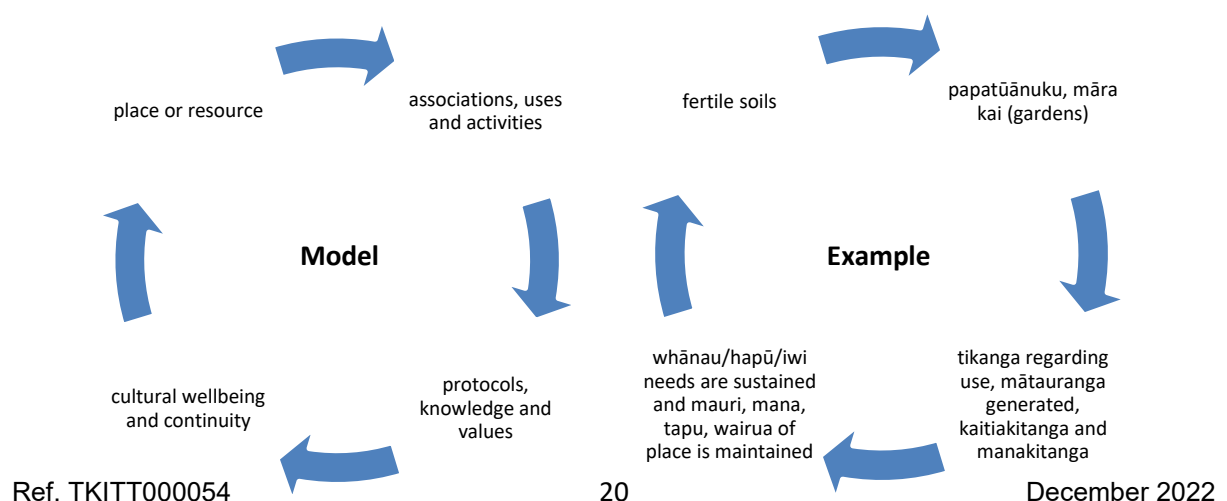 place or resource
associations, uses
and activities
protocols,
knowledge and
values
cultural wellbeing
and continuity
Model
fertile soils
papatūānuku, māra
kai (gardens)
tikanga regarding
use, mātauranga
generated,
kaitiakitanga and
manakitanga
whānau/hapū/iwi
needs are sustained
and mauri, mana,
tapu, wairua of
place is maintained
Example
Ref. TKITT000054
20
December 2022